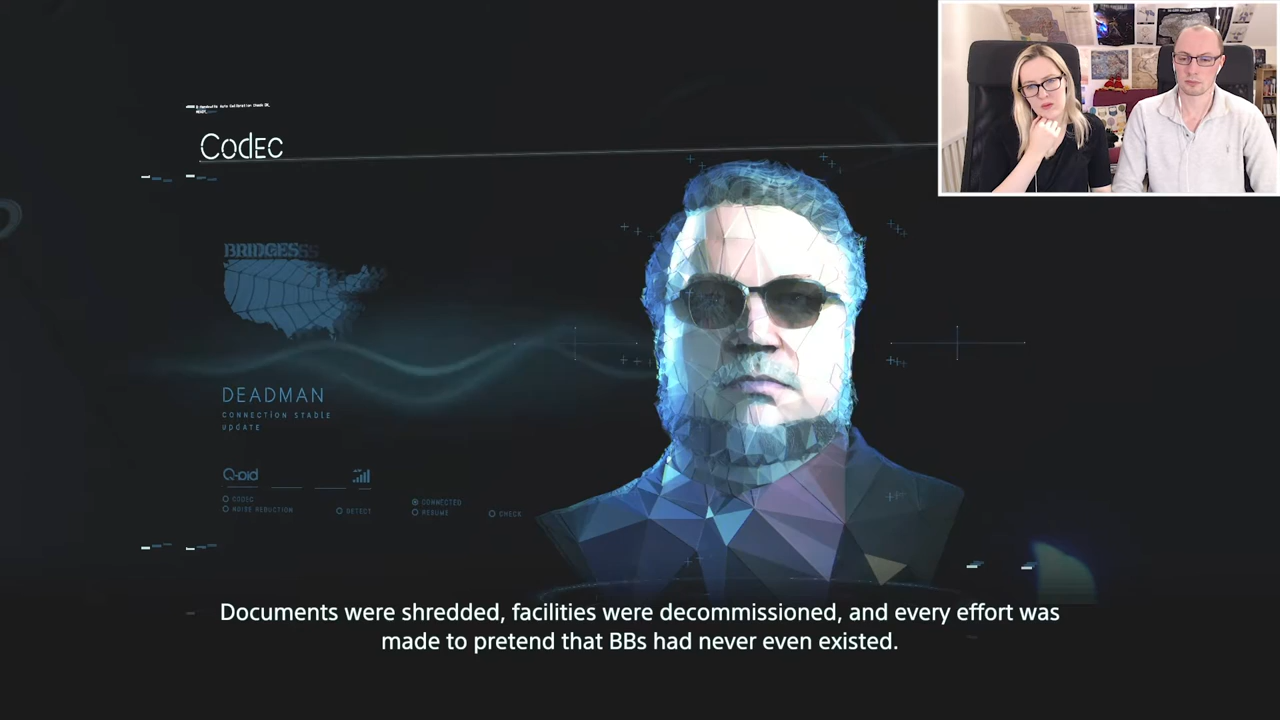 CodEC
BRIDGES
DEADMAN
CONNECTION STABLE
UPdATE
Q-pid
CODEC
NOISE REDUCTION
DETECT
CONNECTED
RESUME
CHECK
Documents were shredded, facilities were decommissioned, and every effort was
made to pretend that BBs had never even existed.